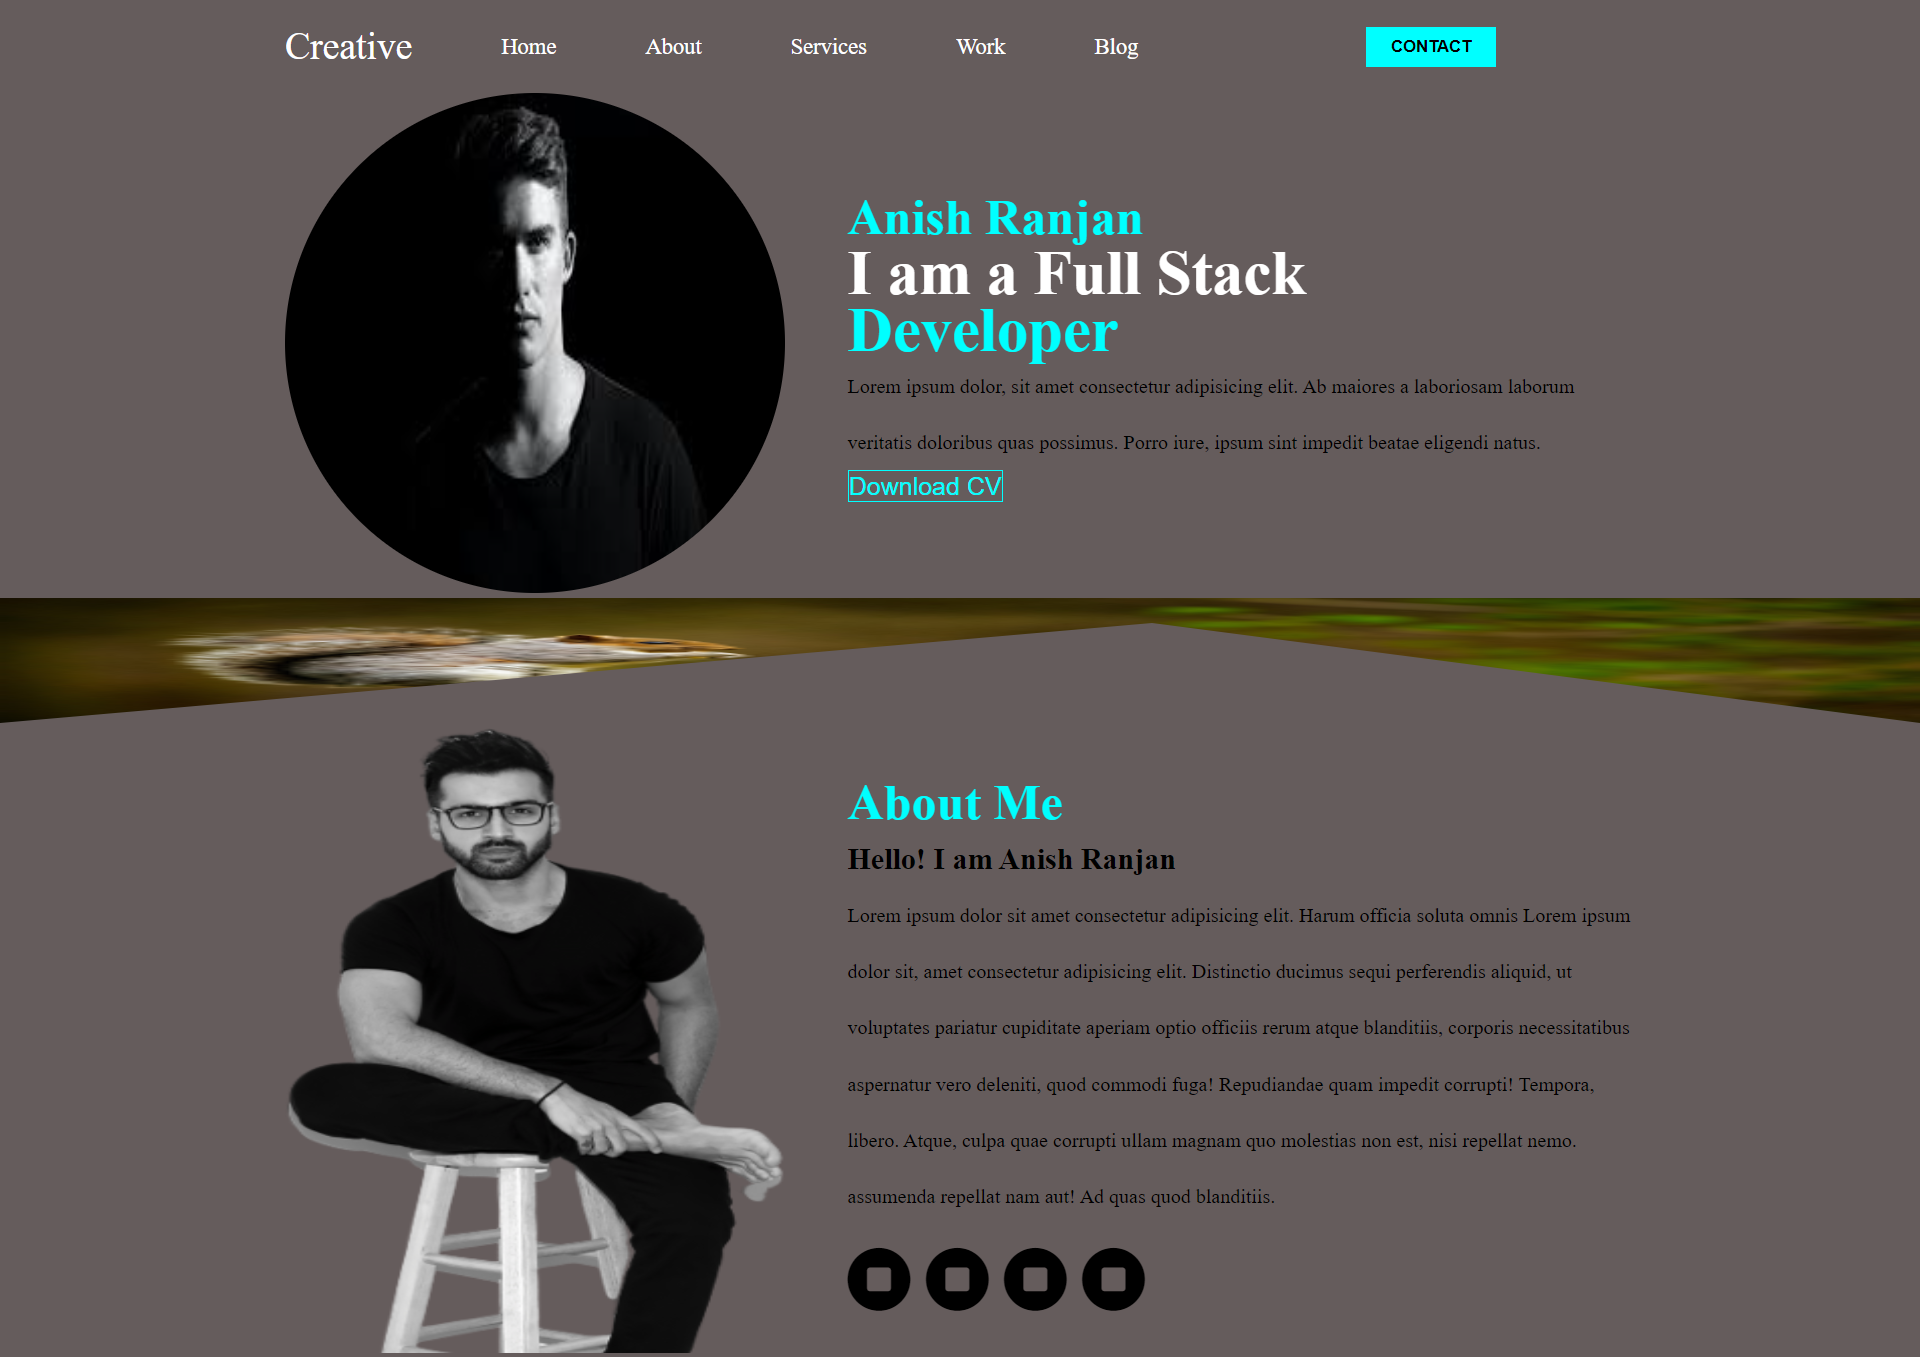 Creative Home About Services Work Blog CONTACT
Anish Ranjan
I am a Full Stack
Developer
Lorem ipsum dolor, sit amet consectetur adipisicing elit. Ab maiores a laboriosam laborum
veritatis doloribus quas possimus. Porro iure, ipsum sint impedit beatae eligendi natus.
Download CV
About Me
Hello! I am Anish Ranjan
Lorem ipsum dolor sit amet consectetur adipisicing elit. Harum officia soluta omnis Lorem ipsum
dolor sit, amet consectetur adipisicing elit. Distinctio ducimus sequi perferendis aliquid, ut
voluptates pariatur cupiditate aperiam optio officiis rerum atque blanditiis, corporis necessitatibus
aspernatur vero deleniti, quod commodi fuga! Repudiandae quam impedit corrupti! Tempora,
libero. Atque, culpa quae corrupti ullam magnam quo molestias non est, nisi repellat nemo.
assumenda repellat nam aut! Ad quas quod blanditiis.